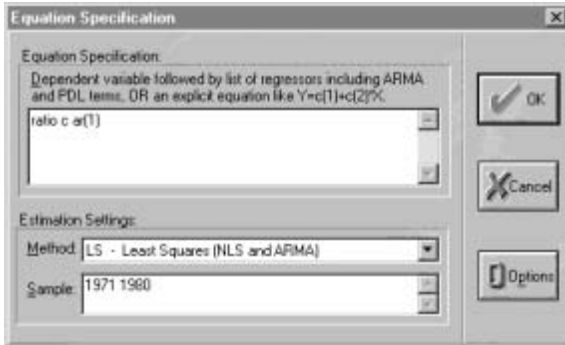 Equation Specification
Equation Specification:
Dependent variable followed by list of regressors including ARMA
and PDL terms, OR an explicit equation like Y=c(1)+c(2)*X.
ratio c ar(1)
OK
Cancel
Estimation Settings:
Method: LS - Least Squares (NLS and ARMA)
Sample: 1971 1980
Options